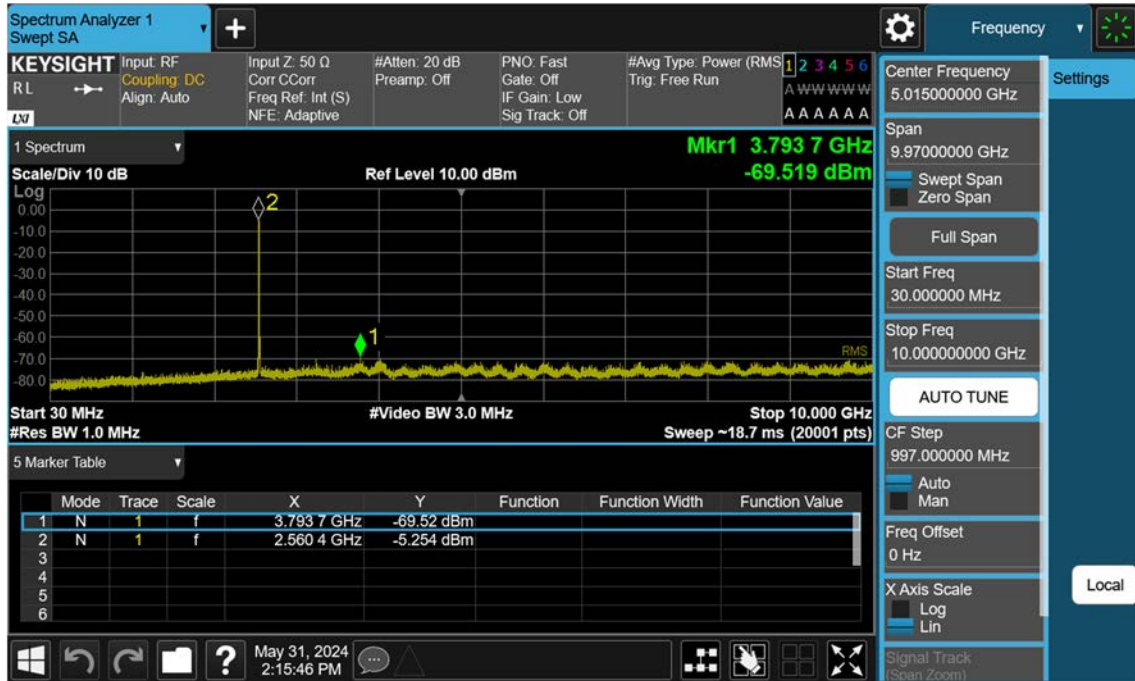 Spectrum Analyzer 1
Swept SA
+
Frequency
KEYSIGHT
R L
LXI
Input: RF
Coupling: DC
Align: Auto
Input Z: 50 Ω
Corr CCorr
Freq Ref: Int (S)
NFE: Adaptive
#Atten: 20 dB
Preamp: Off
PNO: Fast
Gate: Off
IF Gain: Low
Sig Track: Off
#Avg Type: Power (RMS
Trig: Free Run
1 2 3 4 5 6
A W W W W W
A A A A A A
1 Spectrum
Mkr1 3.793 7 GHz
Scale/Div 10 dB
Ref Level 10.00 dBm
-69.519 dBm
Log
0.00
-10.0
-20.0
-30.0
-40.0
-50.0
-60.0
-70.0
-80.0
2
1
RMS
Start 30 MHz
#Video BW 3.0 MHz
Stop 10.000 GHz
#Res BW 1.0 MHz
Sweep ~18.7 ms (20001 pts)
5 Marker Table
Mode Trace Scale X Y Function Function Width Function Value
1 N 1 f 3.793 7 GHz -69.52 dBm
2 N 1 f 2.560 4 GHz -5.254 dBm
3
4
5
6
?
May 31, 2024
2:15:46 PM
Center Frequency
5.015000000 GHz
Settings
Span
9.97000000 GHz
Swept Span
Zero Span
Full Span
Start Freq
30.000000 MHz
Stop Freq
10.000000000 GHz
AUTO TUNE
CF Step
997.000000 MHz
Auto
Man
Freq Offset
0 Hz
X Axis Scale
Log
Lin
Local
Signal Track
(Span Zoom)